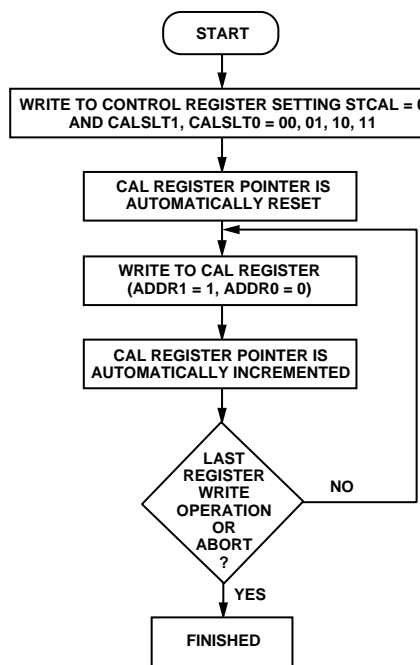 START
WRITE TO CONTROL REGISTER SETTING STCAL = 0
AND CALSLT1, CALSLT0 = 00, 01, 10, 11
CAL REGISTER POINTER IS
AUTOMATICALLY RESET
WRITE TO CAL REGISTER
(ADDR1 = 1, ADDR0 = 0)
CAL REGISTER POINTER IS
AUTOMATICALLY INCREMENTED
LAST
REGISTER
WRITE
OPERATION
OR
ABORT
?
NO
YES
FINISHED